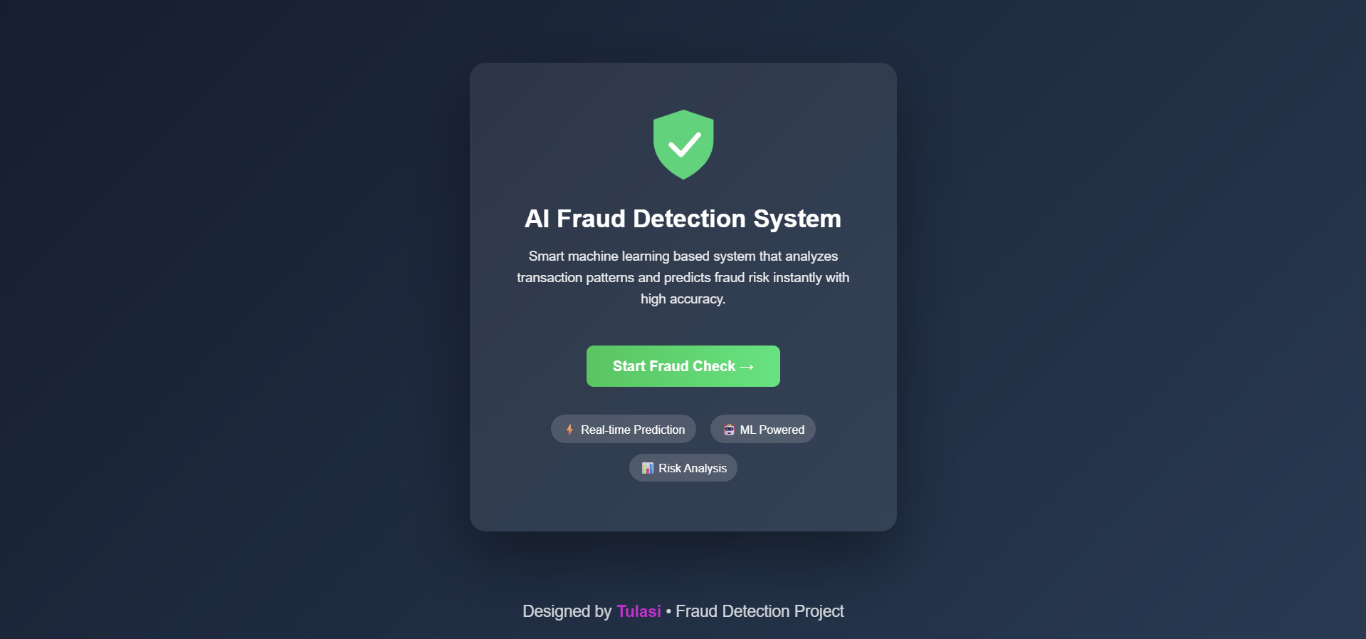 AI Fraud Detection System
Smart machine learning based system that analyzes
transaction patterns and predicts fraud risk instantly with
high accuracy.
Start Fraud Check →
⚡ Real-time Prediction
🤖 ML Powered
📊 Risk Analysis
Designed by Tulasi • Fraud Detection Project